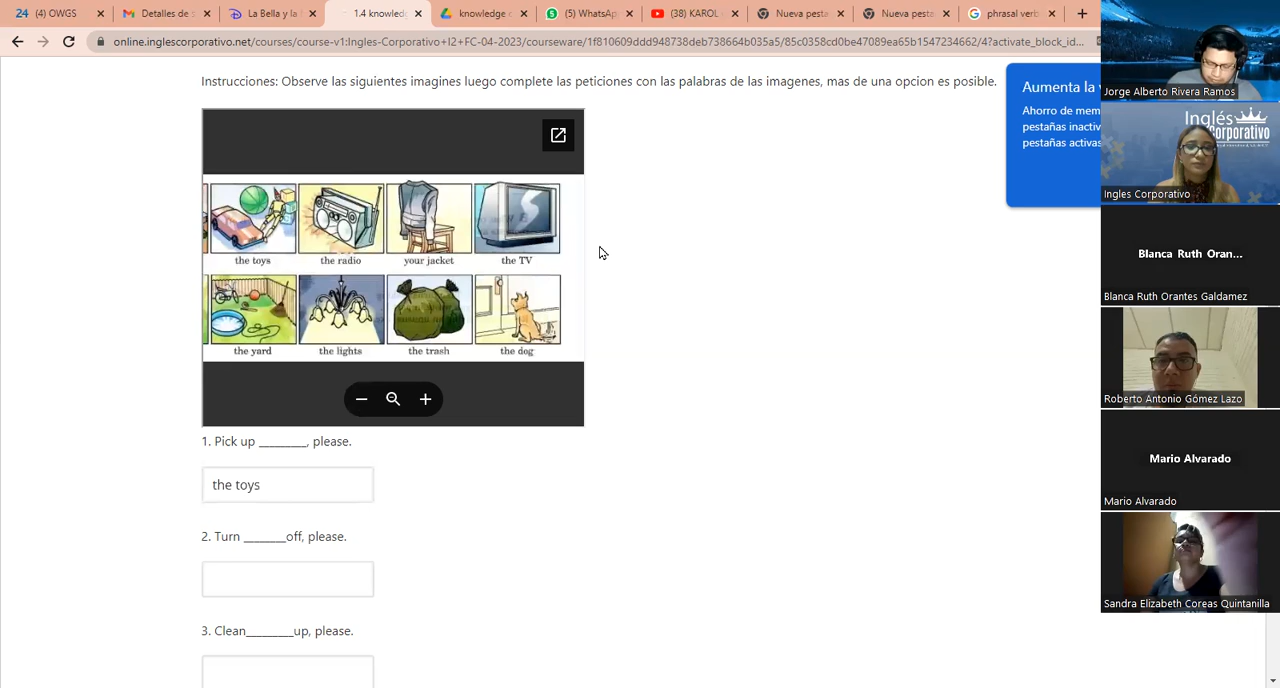 24 (4) OWGS
Detalles de s
La Bella y la
1.4 knowled
knowledge c
(5) WhatsAp
(38) KAROL
Nueva pesta
Nueva pesta
phrasal verb
online.inglescorporativo.net/courses/course-v1:Ingles-Corporativo+I2+FC-04-2023/courseware/1f810609ddd948738deb738664b035a5/85c0358cd0be47089ea65b1547234662/4?activate_block_id...
Instrucciones: Observe las siguientes imagines luego complete las peticiones con las palabras de las imagenes, mas de una opcion es posible.
the toys the radio your jacket the TV
the yard the lights the trash the dog
1. Pick up ________, please.
the toys
2. Turn _______off, please.
3. Clean________up, please.
Aumenta la v
Ahorro de mem
pestañas inactiv
pestañas activas
Jorge Alberto Rivera Ramos
Inglés
Corporativo
Ingles Corporativo
Blanca Ruth Oran...
Blanca Ruth Orantes Galdamez
Roberto Antonio Gómez Lazo
Mario Alvarado
Mario Alvarado
Sandra Elizabeth Coreas Quintanilla